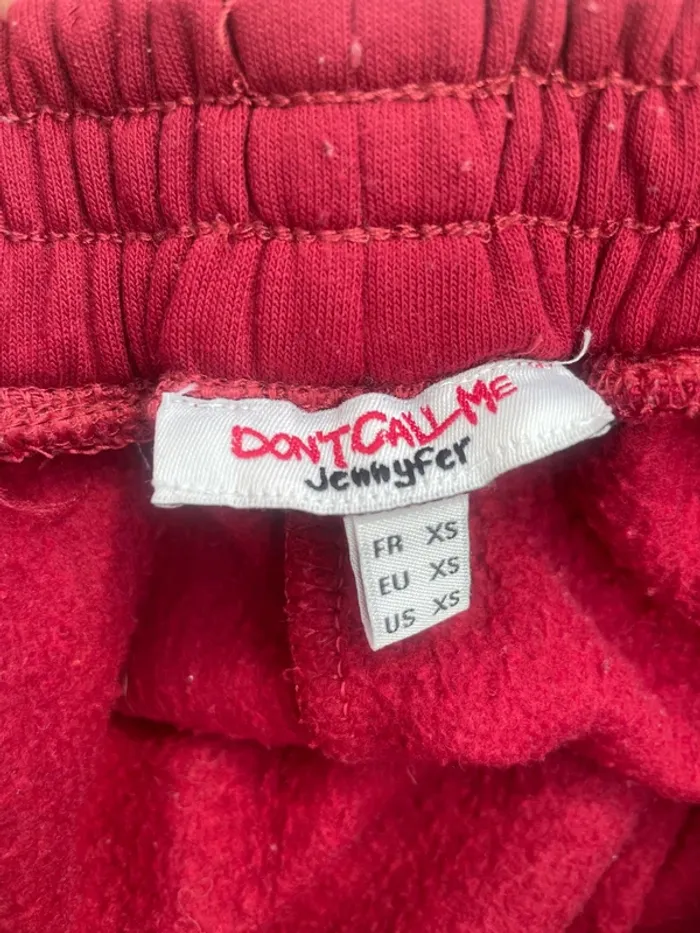 DON'T CALL ME
Jennyfer
FR XS
EU XS
US XS